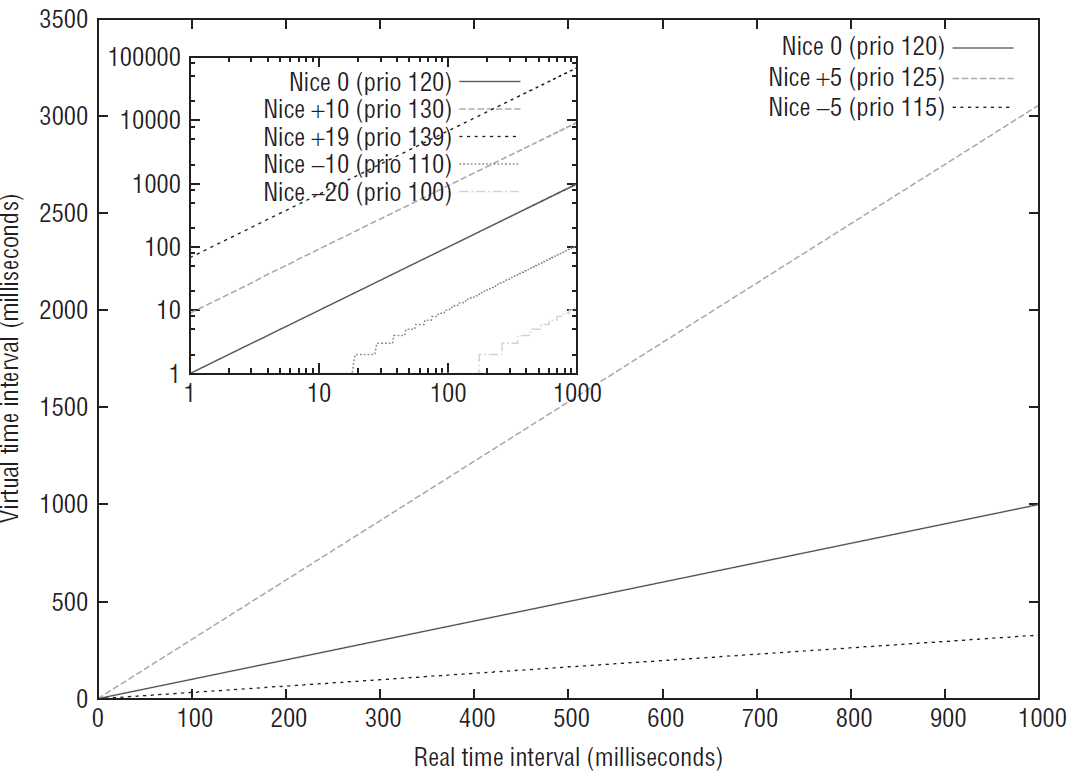 3500
3000
2500
2000
1500
1000
500
0
Virtual time interval (milliseconds)
Nice 0 (prio 120)
Nice +5 (prio 125)
Nice –5 (prio 115)
100000
10000
1000
100
10
1
Nice 0 (prio 120)
Nice +10 (prio 130)
Nice +19 (prio 139)
Nice –10 (prio 110)
Nice –20 (prio 100)
1 10 100 1000
0 100 200 300 400 500 600 700 800 900 1000
Real time interval (milliseconds)